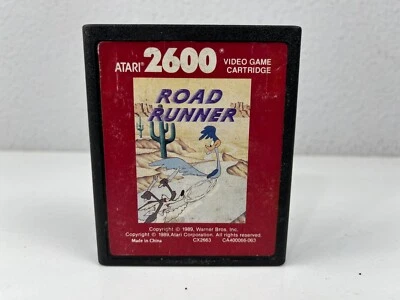 ATARI 2600 VIDEO GAME CARTRIDGE
ROAD
RUNNER
Copyright © 1989, Warner Bros. Inc.
Copyright © 1989, Atari Corporation. All rights reserved.
Made in China CX2663 CA400066-063